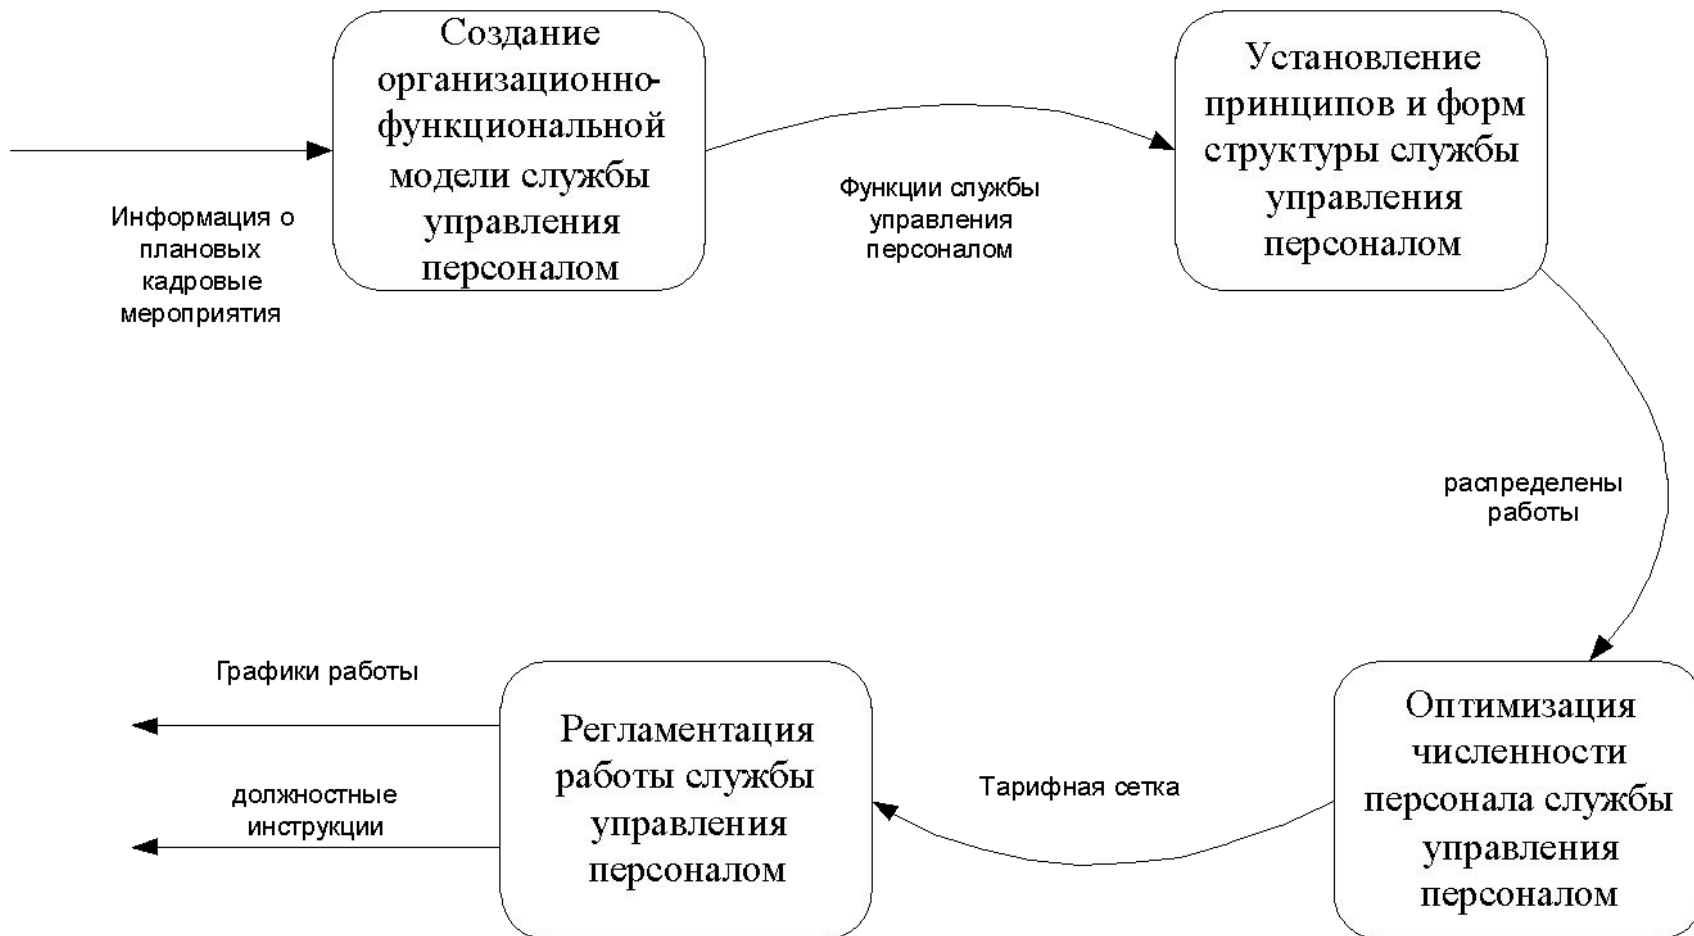 Создание
организационно-
функциональной
модели службы
управления
персоналом
Установление
принципов и форм
структуры службы
управления
персоналом
Информация о
плановых
кадровые
мероприятия
Функции службы
управления
персоналом
распределены
работы
Графики работы
должностные
инструкции
Регламентация
работы службы
управления
персоналом
Тарифная сетка
Оптимизация
численности
персонала службы
управления
персоналом